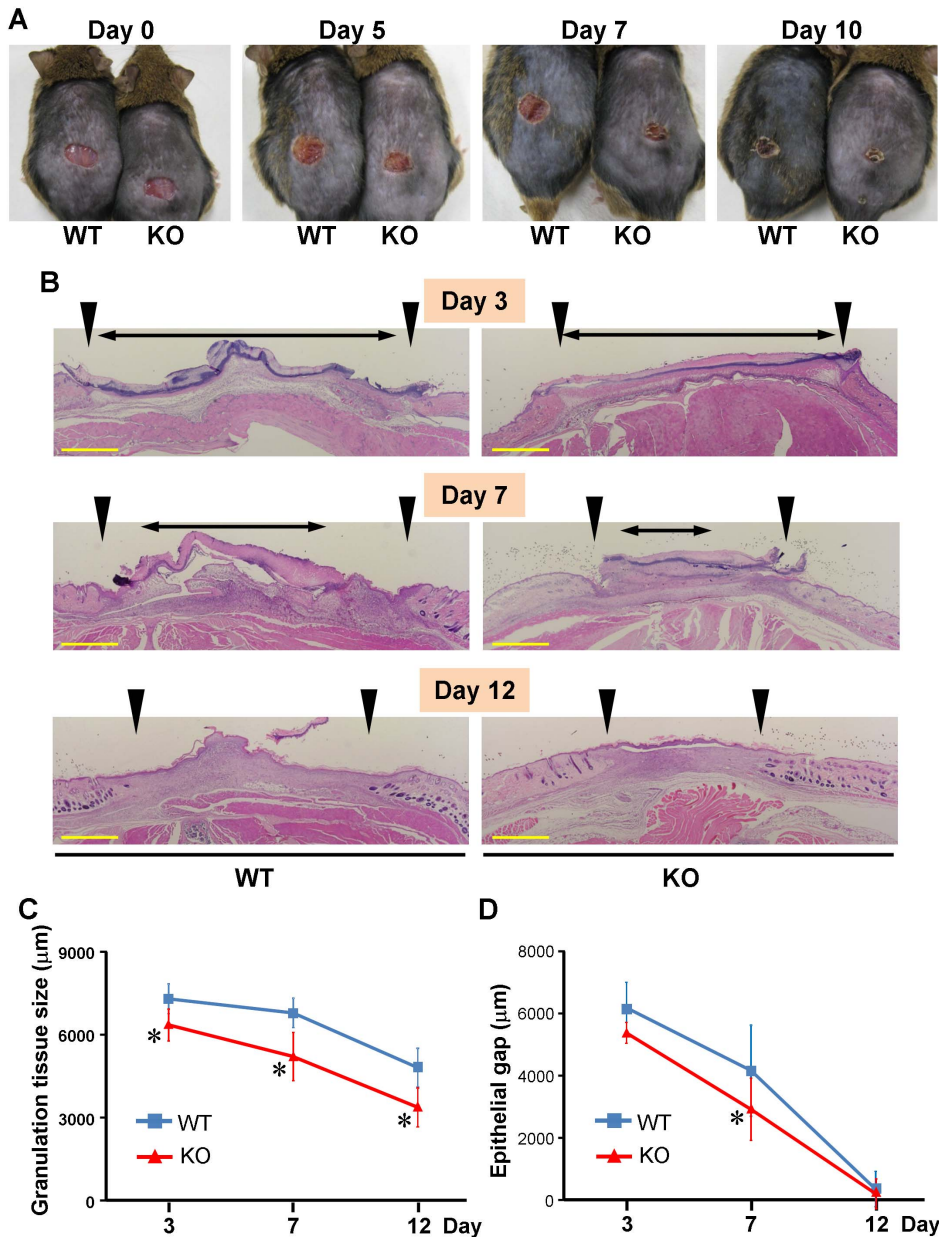 A
Day 0 Day 5 Day 7 Day 10
WT KO WT KO WT KO WT KO
B
Day 3
Day 7
Day 12
WT KO
C
Granulation tissue size (μm)
9000
6000
3000
0
WT
KO
3 7 12 Day
D
Epithelial gap (μm)
8000
6000
4000
2000
0
WT
KO
3 7 12 Day
*
*
*
*